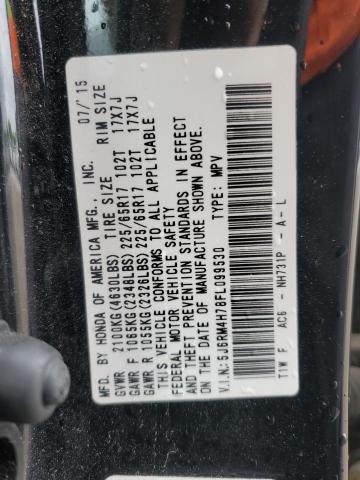 MFD. BY HONDA OF AMERICA MFG., INC. 07/'15
GVWR 2100KG(4630LBS) TIRE SIZE RIM SIZE
GAWR F 1065KG(2348LBS) 225/65R17 102T 17X7J
GAWR R 1055KG(2326LBS) 225/65R17 102T 17X7J
THIS VEHICLE CONFORMS TO ALL APPLICABLE
FEDERAL MOTOR VEHICLE SAFETY
AND THEFT PREVENTION STANDARDS IN EFFECT
ON THE DATE OF MANUFACTURE SHOWN ABOVE.
V.I.N.:5J6RM4H78FL099530 TYPE: MPV
T1W F AC6 - NH731P - A - L